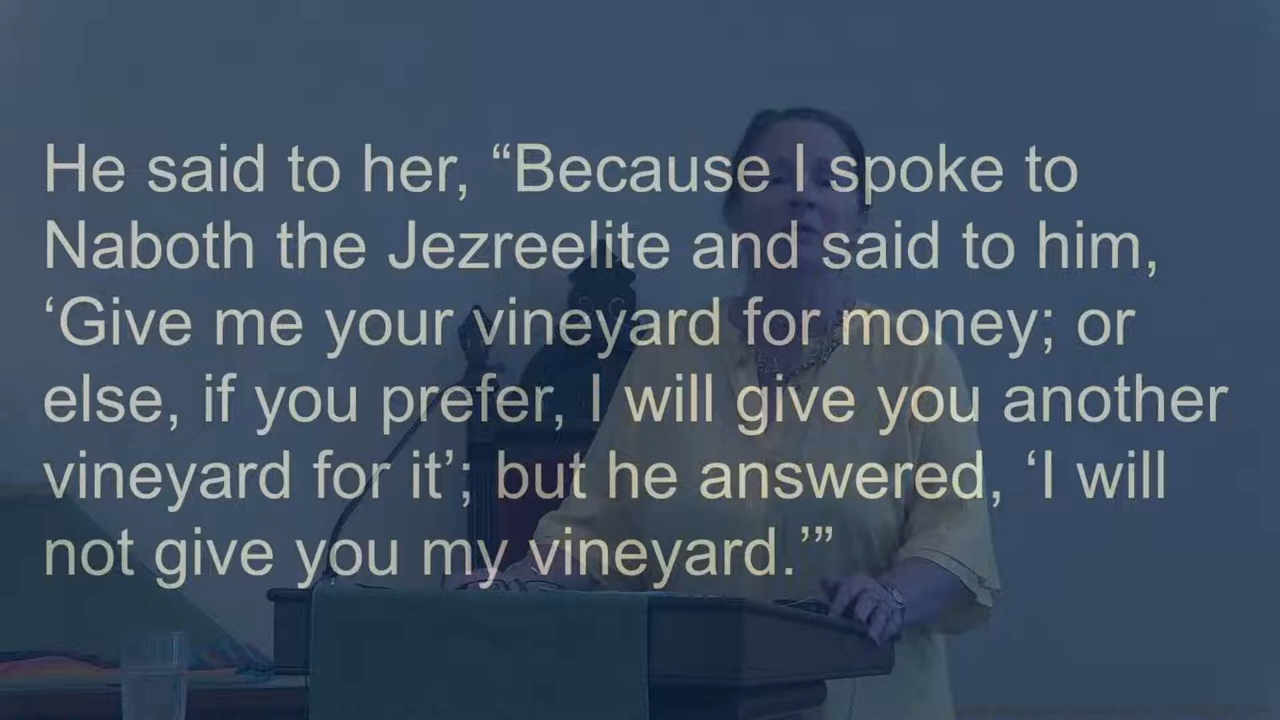 He said to her, “Because I spoke to
Naboth the Jezreelite and said to him,
‘Give me your vineyard for money; or
else, if you prefer, I will give you another
vineyard for it’; but he answered, ‘I will
not give you my vineyard.’”